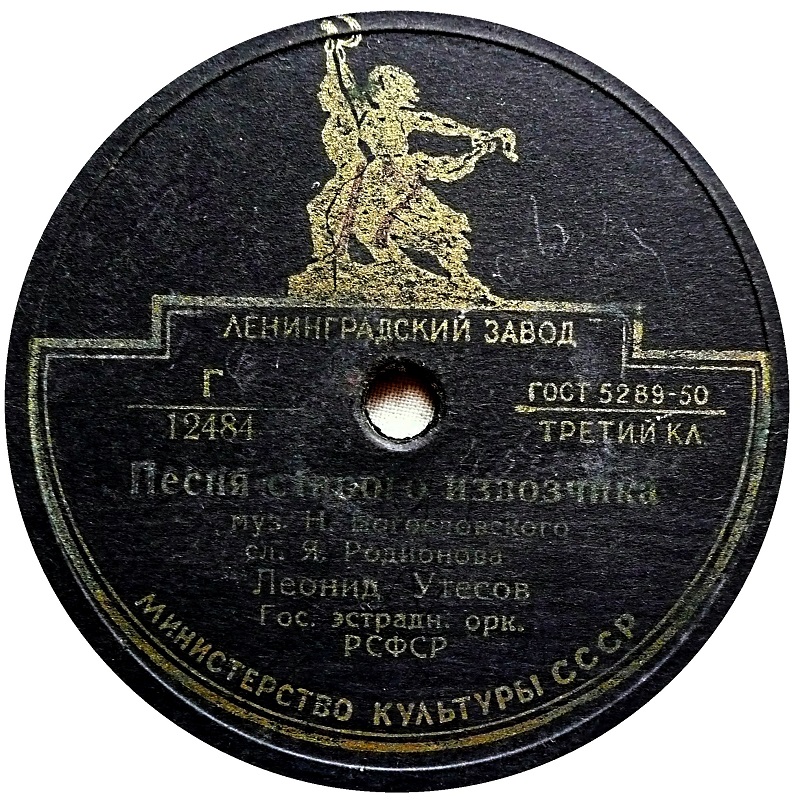 ЛЕНИНГРАДСКИЙ ЗАВОД
Г
12484
ГОСТ 5289-50
ТРЕТИЙ КЛ.
Песня старого извозчика
муз. Н. Богословского
сл. Я. Родионова
Леонид Утесов
Гос. эстрадн. орк.
РСФСР
МИНИСТЕРСТВО КУЛЬТУРЫ СССР